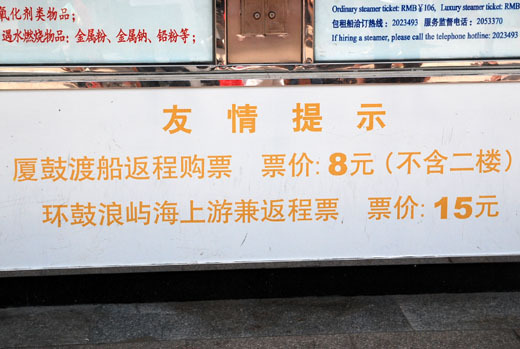 氧化剂类物品；
遇水燃烧物品：金属粉、金属钠、铅粉等；
Ordinary steamer ticket: RMB¥106, Luxury steamer ticket: RMB
包租船洽订热线：2023493 服务监督电话：2053370
If hiring a steamer, please call the telephone hotline: 2023493
友情提示
厦鼓渡船返程购票 票价：8元（不含二楼）
环鼓浪屿海上游兼返程票 票价：15元